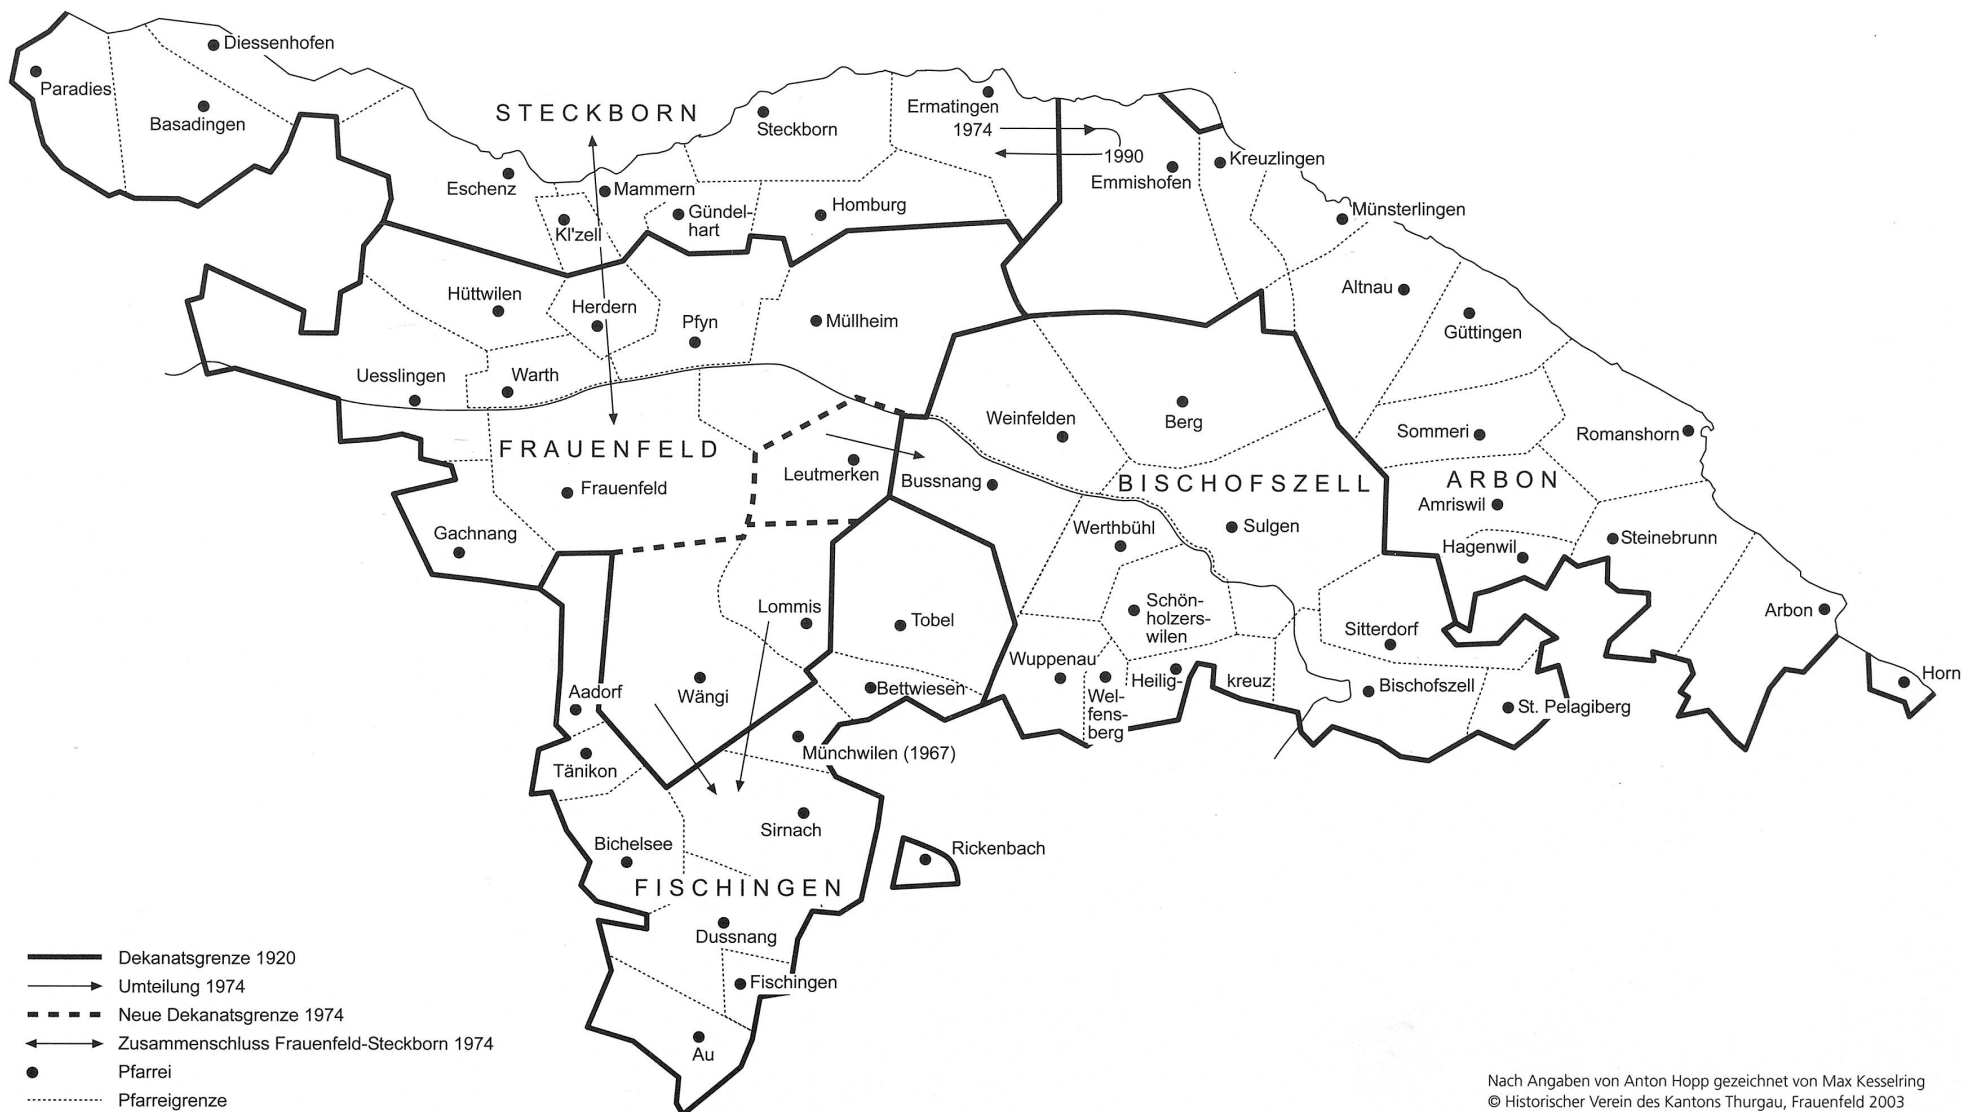 Diessenhofen
Paradies
Basadingen
STECKBORN
Steckborn
Ermatingen
1974
1990
Emmishofen
Kreuzlingen
Eschenz
Mammern
Kl'zell
Gündel-
hart
Homburg
Münsterlingen
Hüttwilen
Herdern
Pfyn
Müllheim
Altnau
Güttingen
Uesslingen
Warth
Weinfelden
Berg
Sommeri
Romanshorn
FRAUENFELD
Frauenfeld
Leutmerken
Bussnang
BISCHOFSZELL
ARBON
Amriswil
Gachnang
Werthbühl
Sulgen
Hagenwil
Steinebrunn
Lommis
Tobel
Schön-
holzers-
wilen
Sitterdorf
Arbon
Aadorf
Wängi
Bettwiesen
Wuppenau
Wel-
fens-
berg
Heilig-
kreuz
Bischofszell
St. Pelagiberg
Horn
Tänikon
Münchwilen (1967)
Sirnach
Bichelsee
Rickenbach
FISCHINGEN
Dussnang
Fischingen
Au
Dekanatsgrenze 1920
Umteilung 1974
Neue Dekanatsgrenze 1974
Zusammenschluss Frauenfeld-Steckborn 1974
Pfarrei
Pfarreigrenze
Nach Angaben von Anton Hopp gezeichnet von Max Kesselring
© Historischer Verein des Kantons Thurgau, Frauenfeld 2003